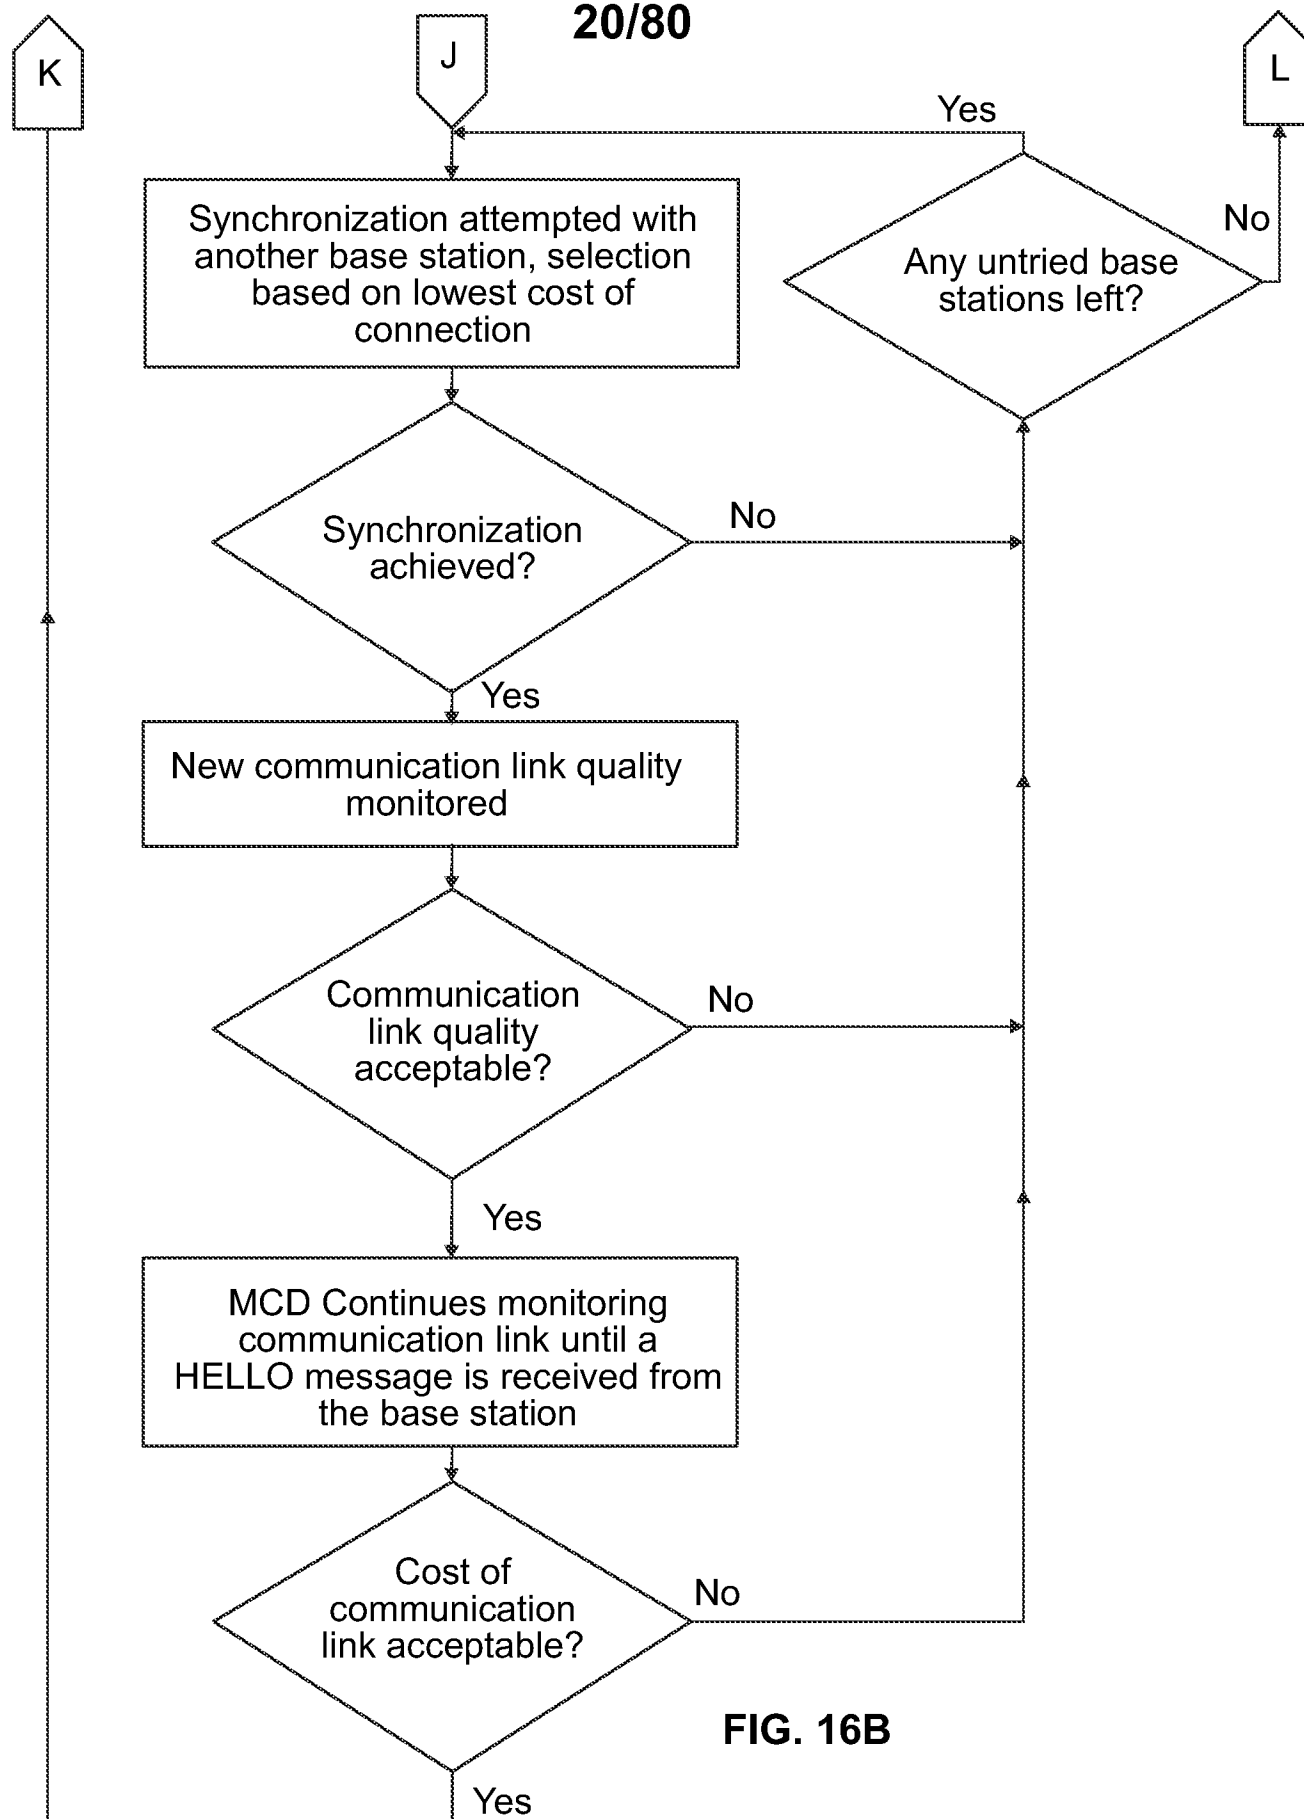 20/80
K
J
L
Yes
Synchronization attempted with
another base station, selection
based on lowest cost of
connection
No
Any untried base
stations left?
Synchronization
achieved?
No
Yes
New communication link quality
monitored
Communication
link quality
acceptable?
No
Yes
MCD Continues monitoring
communication link until a
HELLO message is received from
the base station
Cost of
communication
link acceptable?
No
FIG. 16B
Yes